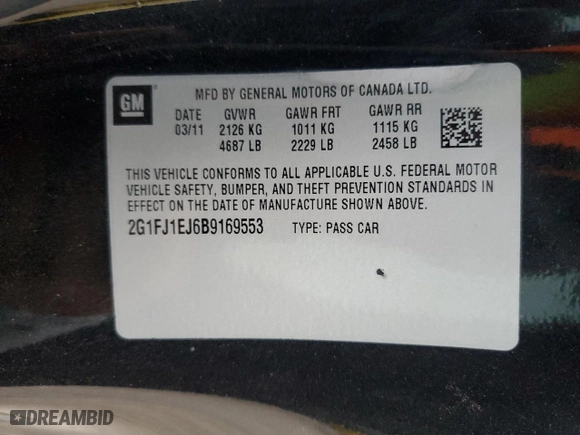 GM
MFD BY GENERAL MOTORS OF CANADA LTD.
DATE GVWR GAWR FRT GAWR RR
03/11 2126 KG 1011 KG 1115 KG
4687 LB 2229 LB 2458 LB
THIS VEHICLE CONFORMS TO ALL APPLICABLE U.S. FEDERAL MOTOR
VEHICLE SAFETY, BUMPER, AND THEFT PREVENTION STANDARDS IN
EFFECT ON THE DATE OF MANUFACTURE SHOWN ABOVE.
2G1FJ1EJ6B9169553 TYPE: PASS CAR
DREAMBID